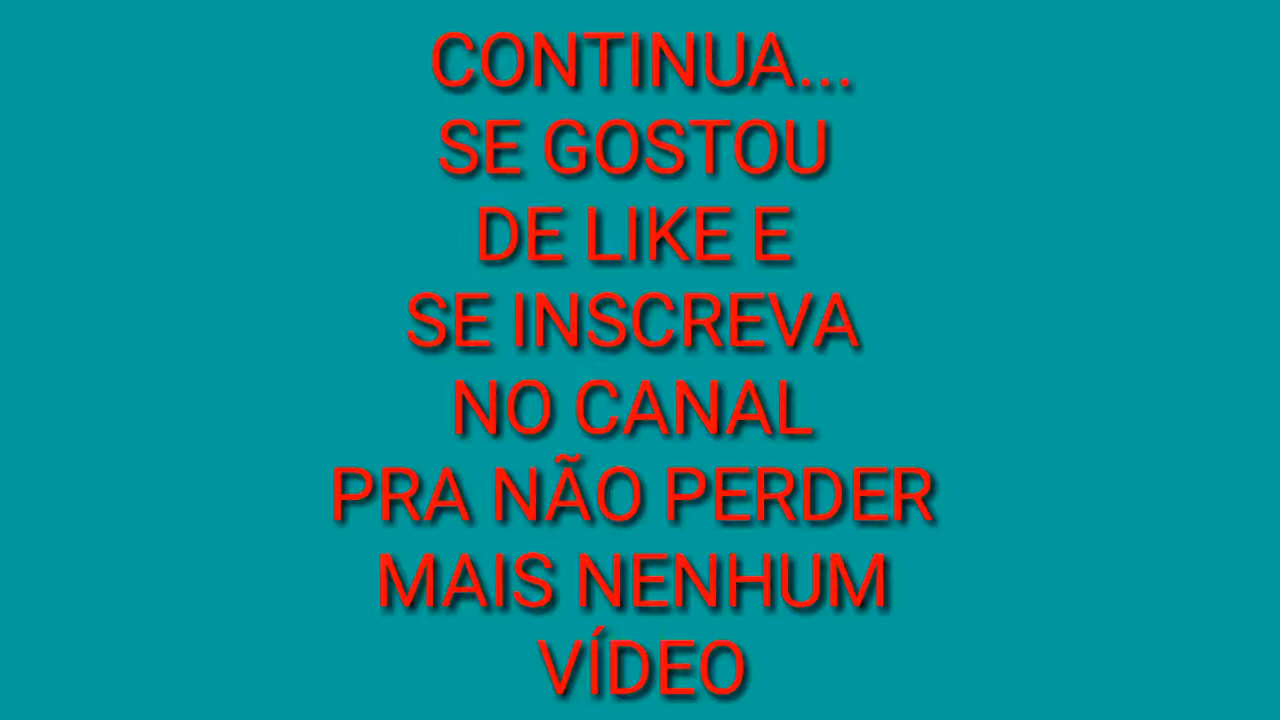 CONTINUA...
SE GOSTOU
DE LIKE E
SE INSCREVA
NO CANAL
PRA NÃO PERDER
MAIS NENHUM
VÍDEO